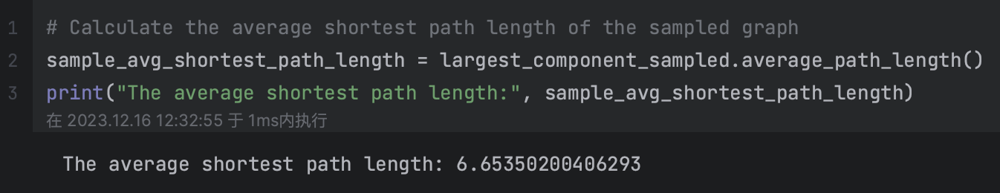 1 # Calculate the average shortest path length of the sampled graph
2 sample_avg_shortest_path_length = largest_component_sampled.average_path_length()
3 print("The average shortest path length:", sample_avg_shortest_path_length)
在 2023.12.16 12:32:55 于 1ms内执行
The average shortest path length: 6.65350200406293